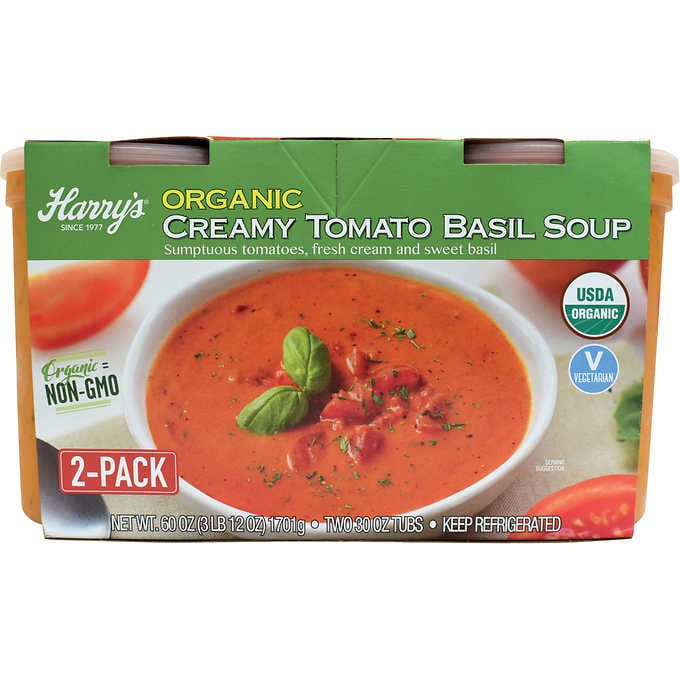 Harry's®
SINCE 1977
ORGANIC
CREAMY TOMATO BASIL SOUP
Sumptuous tomatoes, fresh cream and sweet basil
USDA
ORGANIC
V
VEGETARIAN
Organic =
NON-GMO
2-PACK
SERVING
SUGGESTION
NET WT. 60 OZ (3 LB 12 OZ) 1701g • TWO 30 OZ TUBS • KEEP REFRIGERATED